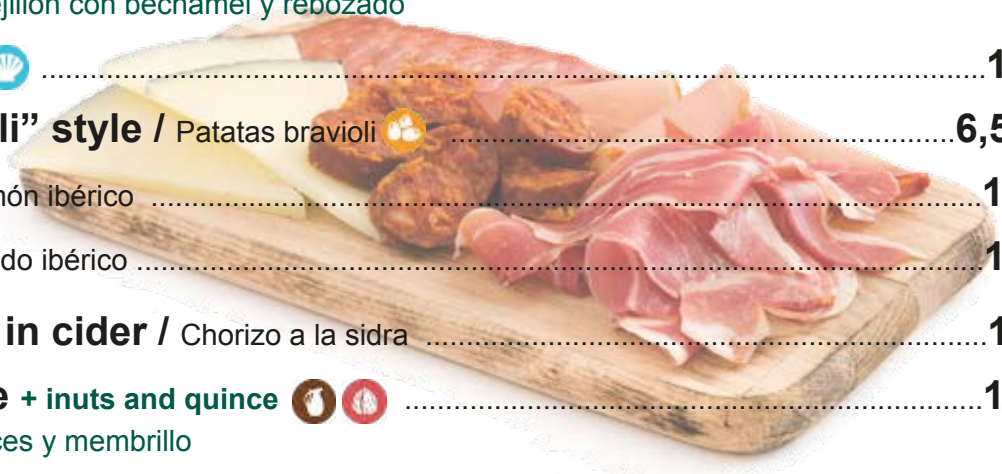 ejillón con bechamel y rebozado
1
li” style / Patatas bravioli 6,5
món ibérico 1
do ibérico 1
in cider / Chorizo a la sidra 1
e + inuts and quince 1
ces y membrillo